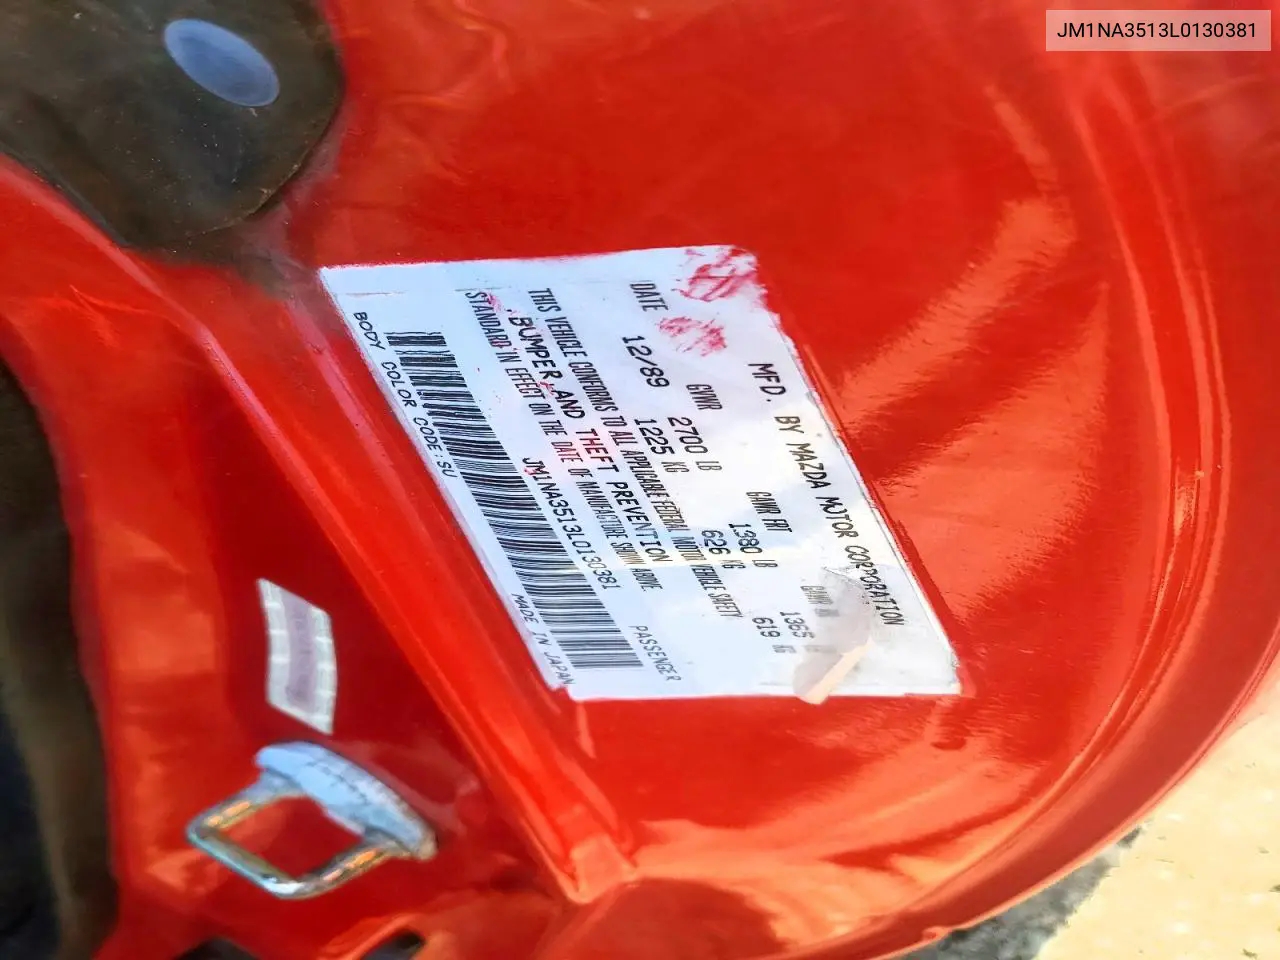 JM1NA3513L0130381
MFD. BY MAZDA MOTOR CORPORATION
DATE GVWR GAWR FRT GAWR RR
12/89 2700 LB 1380 LB 1365
1225 KG 626 KG 619 KG
THIS VEHICLE CONFORMS TO ALL APPLICABLE FEDERAL MOTOR VEHICLE SAFETY
BUMPER AND THEFT PREVENTION
STANDARD IN EFFECT ON THE DATE OF MANUFACTURE SHOWN ABOVE
JM1NA3513L0130381 PASSENGER
BODY COLOR CODE:SU MADE IN JAPAN